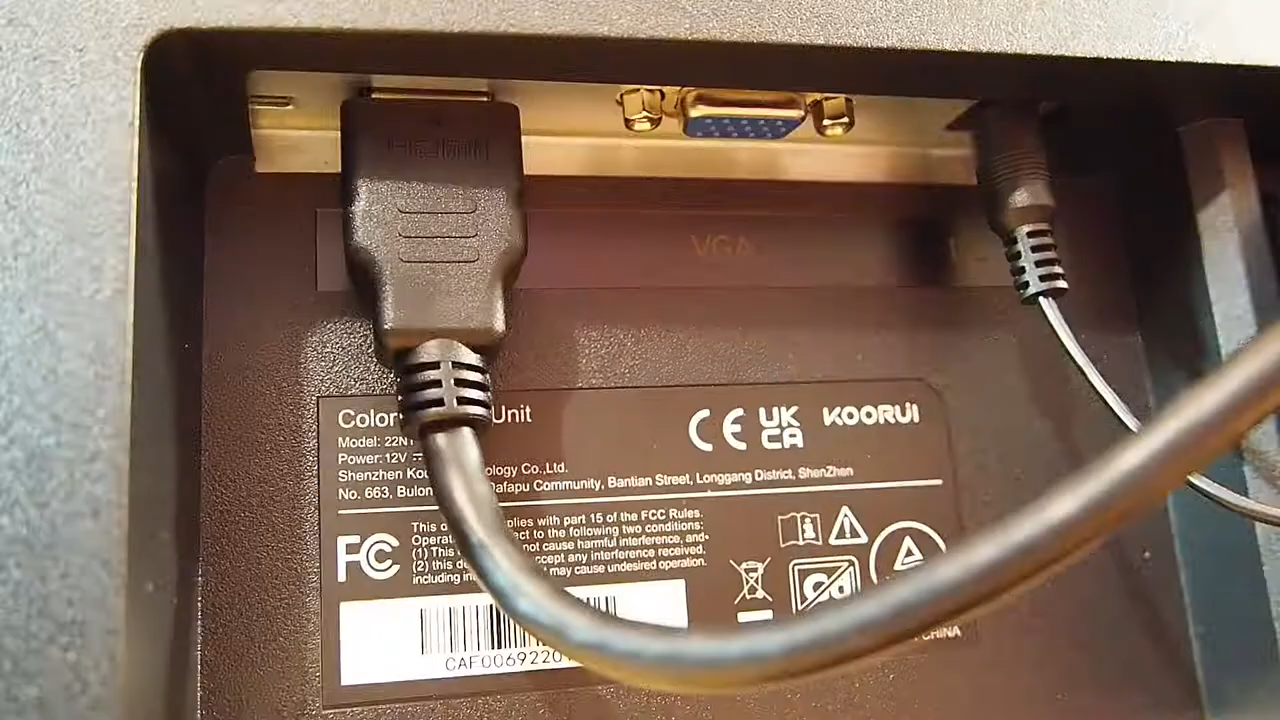 HDMI
VGA
Color Unit
Model: 22N1
Power: 12V
Shenzhen Koo ology Co.,Ltd.
No. 663, Bulon Dafapu Community, Bantian Street, Longgang District, ShenZhen
CE UK CA KOORUI
FC
This d plies with part 15 of the FCC Rules.
Operat ect to the following two conditions:
(1) This not cause harmful interference, and
(2) this de ccept any interference received.
including in may cause undesired operation.
CAF0069220
CHINA